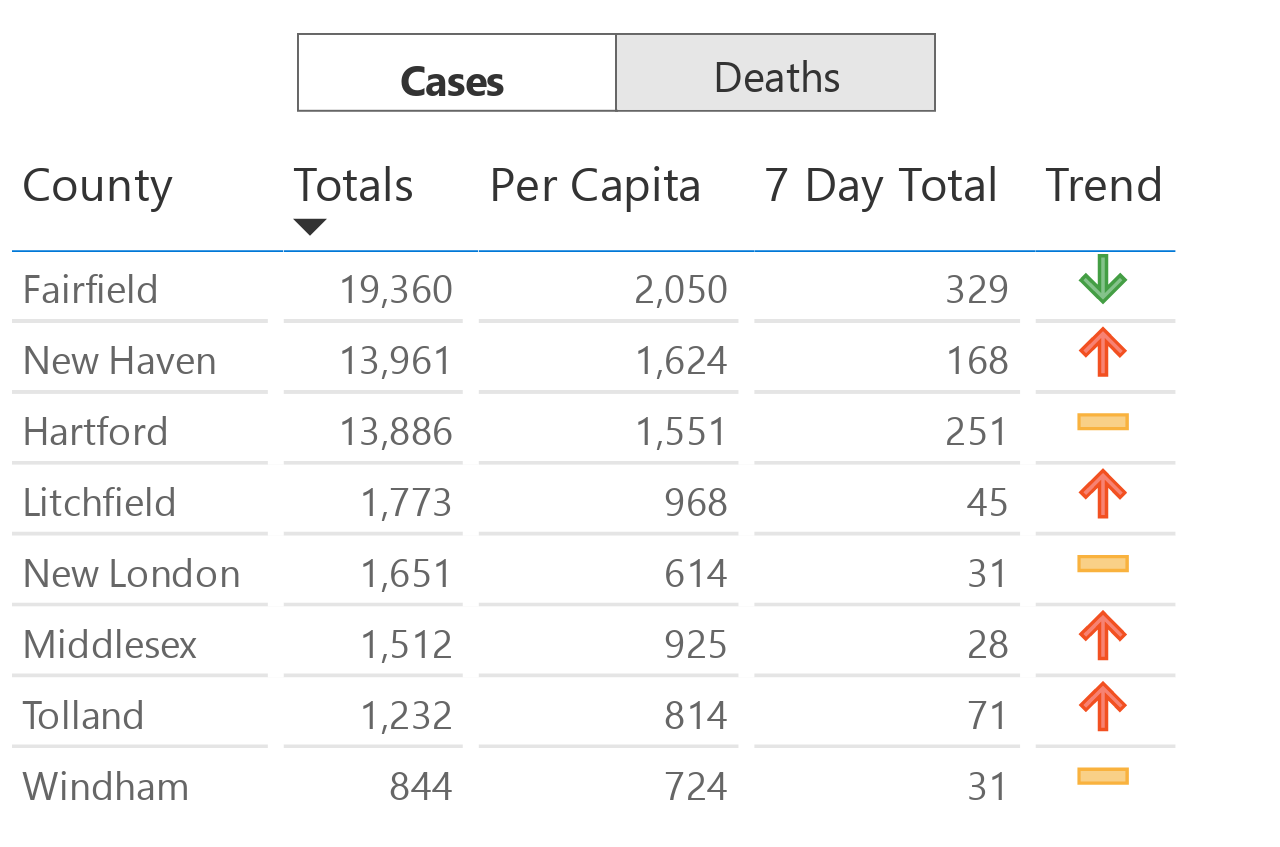 Cases Deaths
County Totals Per Capita 7 Day Total Trend
Fairfield 19,360 2,050 329
New Haven 13,961 1,624 168
Hartford 13,886 1,551 251
Litchfield 1,773 968 45
New London 1,651 614 31
Middlesex 1,512 925 28
Tolland 1,232 814 71
Windham 844 724 31